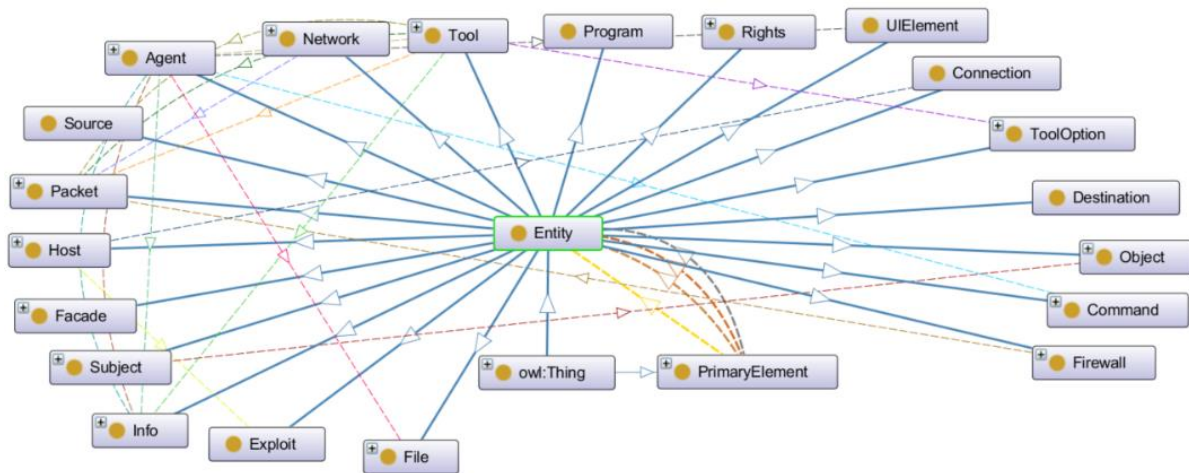 Agent
Network
Tool
Program
Rights
UIElement
Connection
Source
ToolOption
Packet
Destination
Host
Entity
Object
Facade
Command
Subject
owl:Thing
PrimaryElement
Firewall
Info
Exploit
File